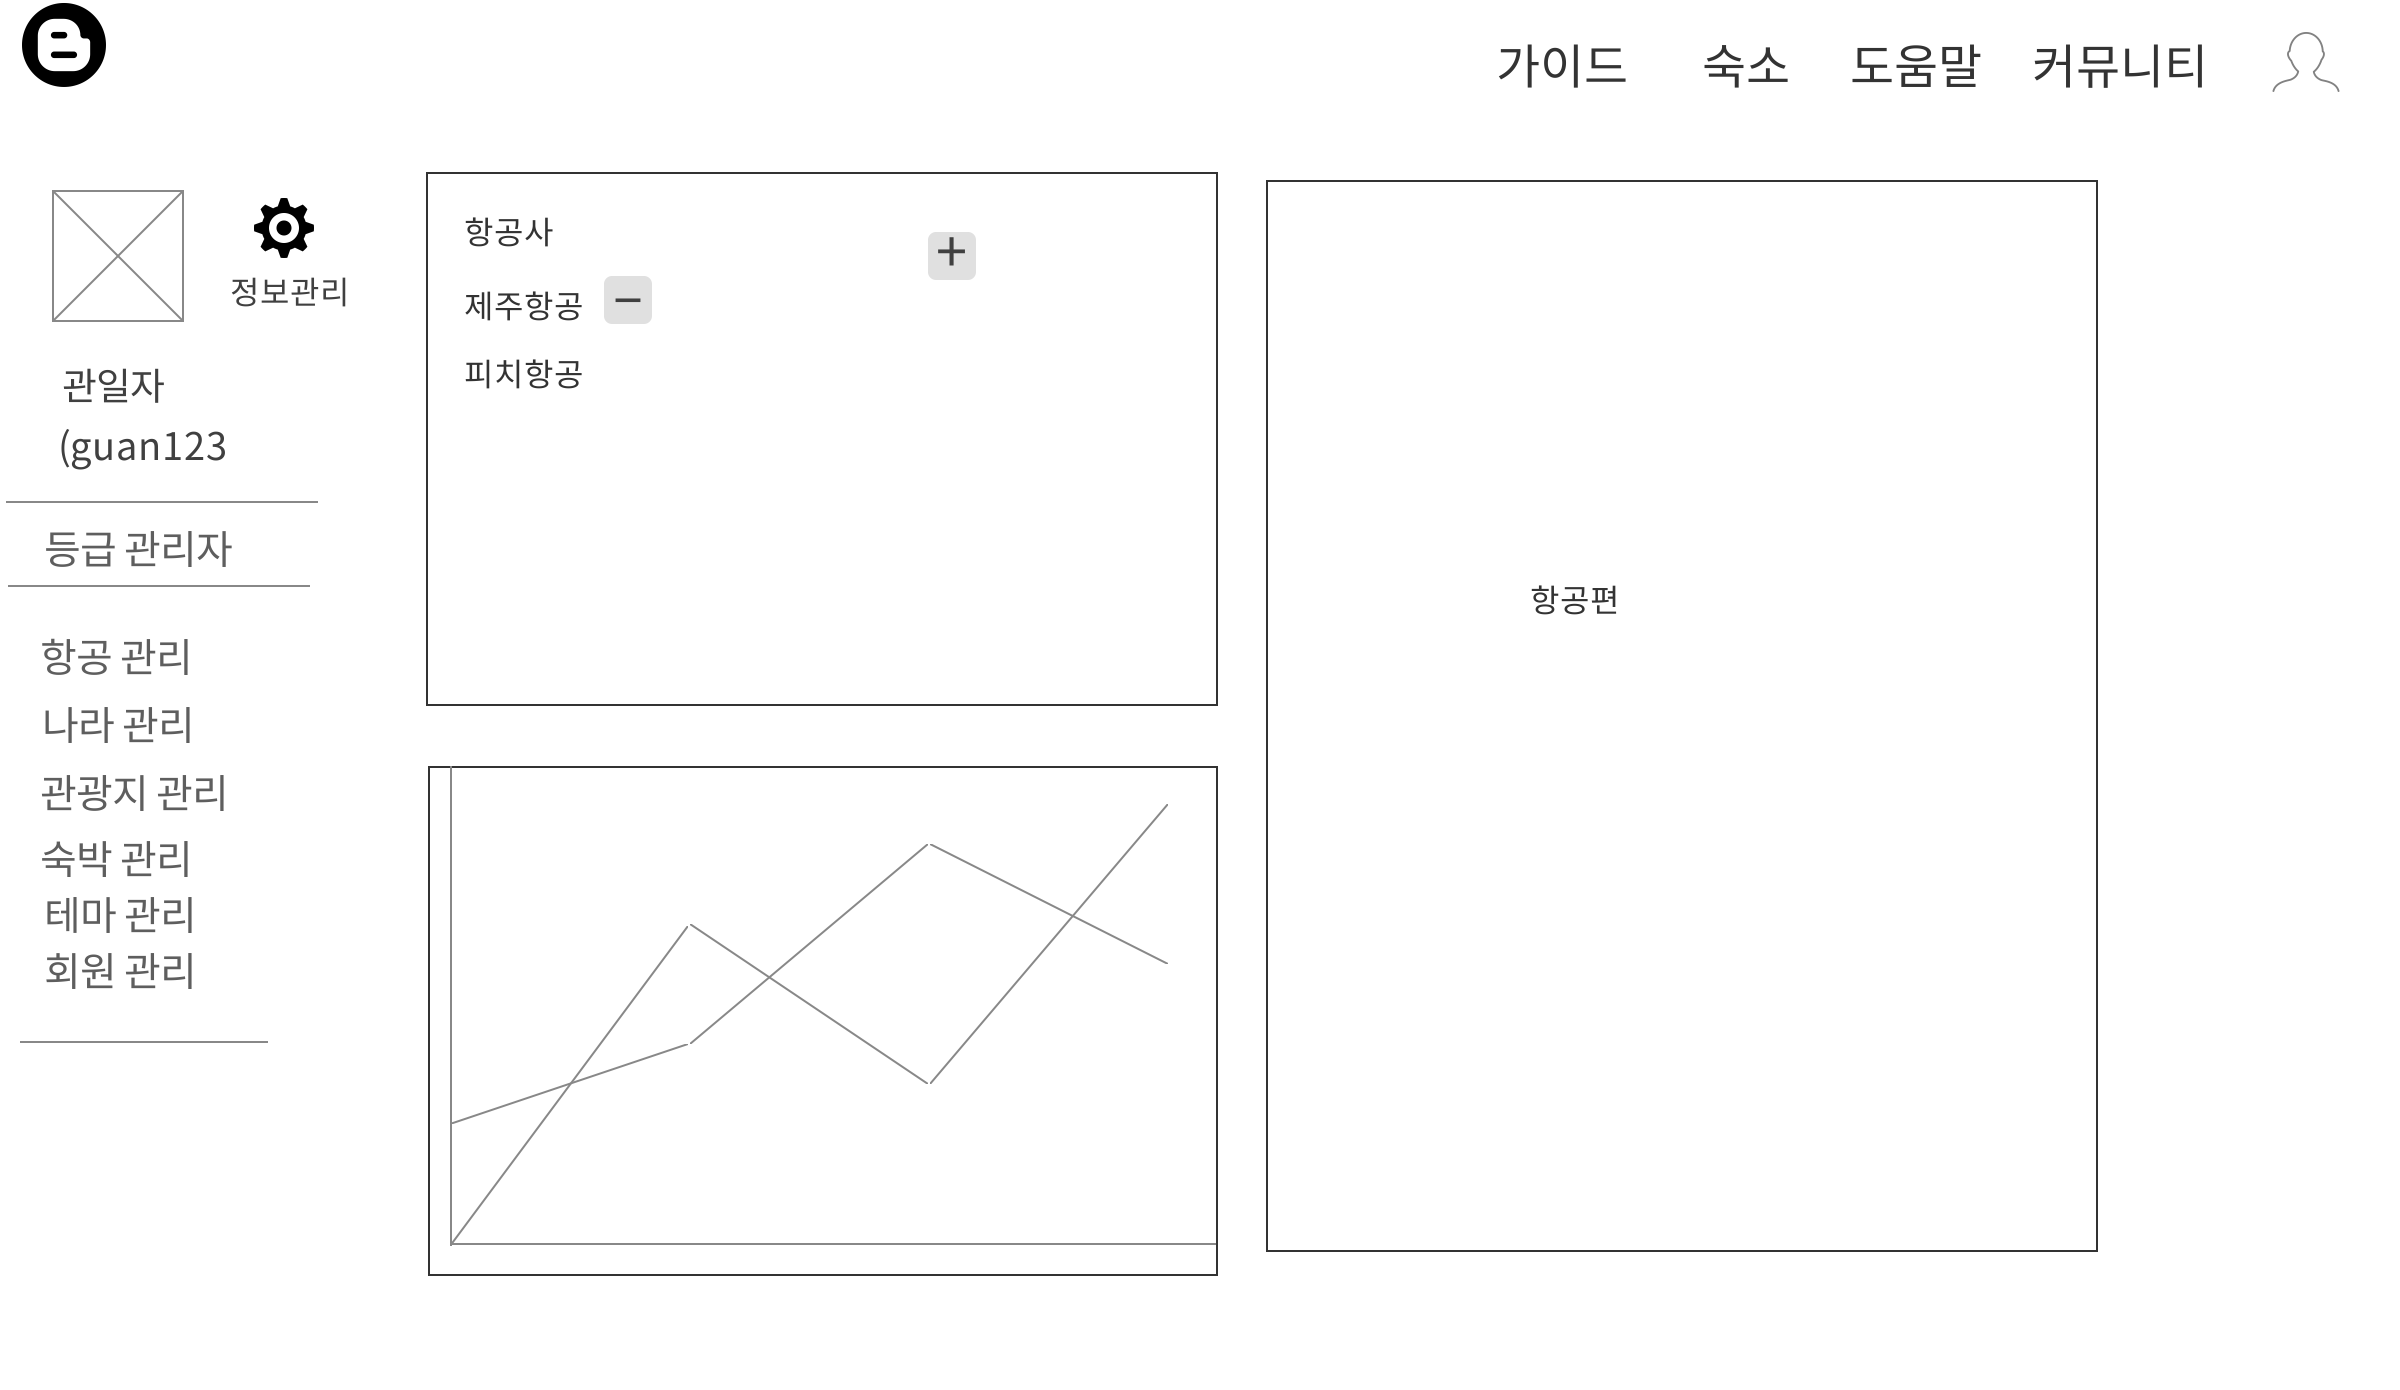 가이드 숙소 도움말 커뮤니티
정보관리
관일자
(guan123
등급 관리자
항공 관리
나라 관리
관광지 관리
숙박 관리
테마 관리
회원 관리
항공사
+
제주항공 −
피치항공
항공편